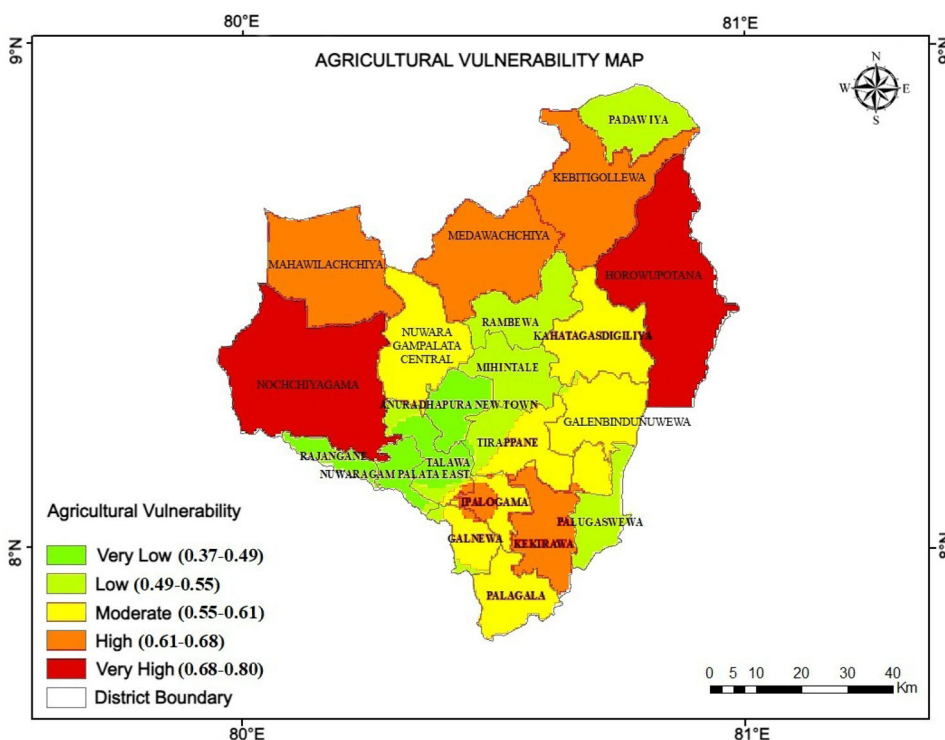 80°E
81°E
9°N
9°N
AGRICULTURAL VULNERABILITY MAP
N
W
E
S
PADAWIYA
KEBITIGOLLEWA
MEDAWACHCHIYA
MAHAWILACHCHIYA
HOROWUPOTANA
RAMBEWA
NUWARA
GAMPALATA
CENTRAL
KAHATAGASDIGILIYA
MIHINTALE
NOCHCHIYAGAMA
ANURADHAPURA NEW TOWN
GALENBINDUNUWEWA
TIRAPPANE
RAJANGANE
TALAWA
NUWARAGAM PALATA EAST
IPALOGAMA
PALUGASWEWA
GALNEWA
KEKIRAWA
PALAGALA
8°N
8°N
Agricultural Vulnerability
Very Low (0.37-0.49)
Low (0.49-0.55)
Moderate (0.55-0.61)
High (0.61-0.68)
Very High (0.68-0.80)
District Boundary
0 5 10 20 30 40
Km
80°E
81°E